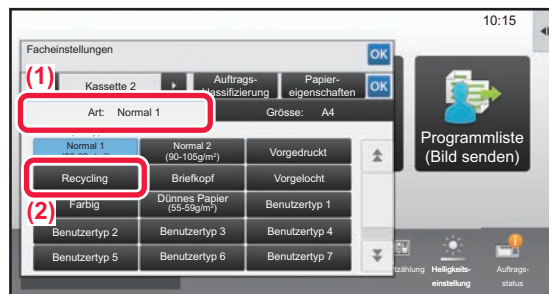 10:15
Facheinstellungen
OK
(1)
Kassette 2
Auftrags-
klassifizierung
Papier-
eigenschaften
OK
Art: Normal 1
Grösse: A4
Normal 1
Normal 2
(90-105g/m²)
Vorgedruckt
Recycling
Briefkopf
Vorgelocht
(2)
Farbig
Dünnes Papier
(55-59g/m²)
Benutzertyp 1
Benutzertyp 2
Benutzertyp 3
Benutzertyp 4
Benutzertyp 5
Benutzertyp 6
Benutzertyp 7
Programmliste
(Bild senden)
tzählung
Helligkeits-
einstellung
Auftrags-
status